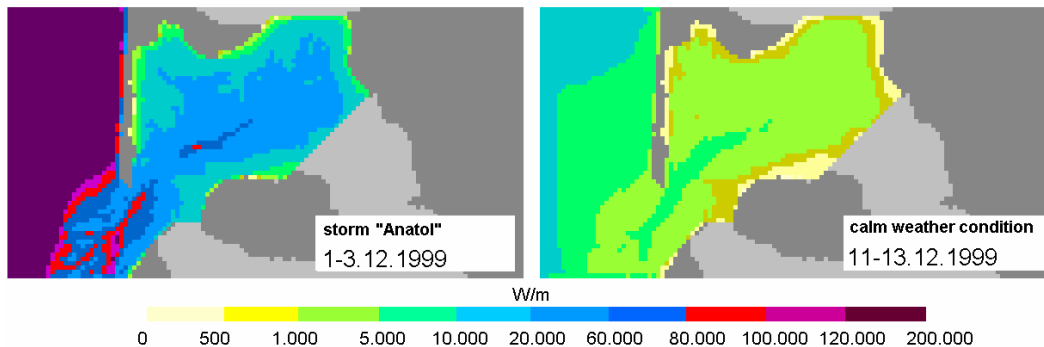 storm "Anatol"
1-3.12.1999
calm weather condition
11-13.12.1999
W/m
0 500 1.000 5.000 10.000 20.000 60.000 80.000 100.000 120.000 200.000